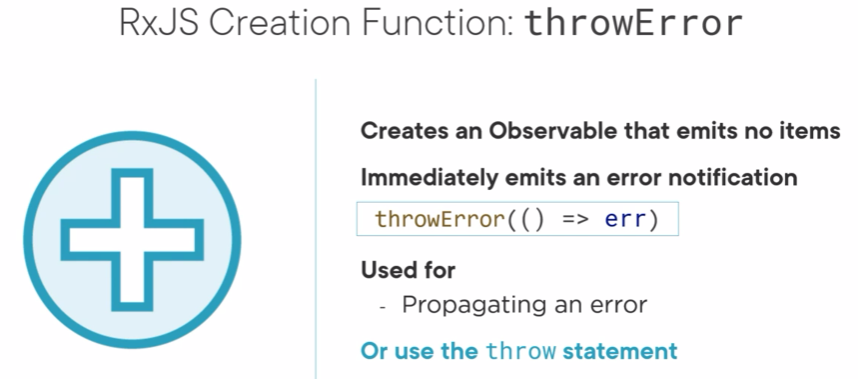 RxJS Creation Function: throwError
Creates an Observable that emits no items
Immediately emits an error notification
throwError(() => err)
Used for
- Propagating an error
Or use the throw statement